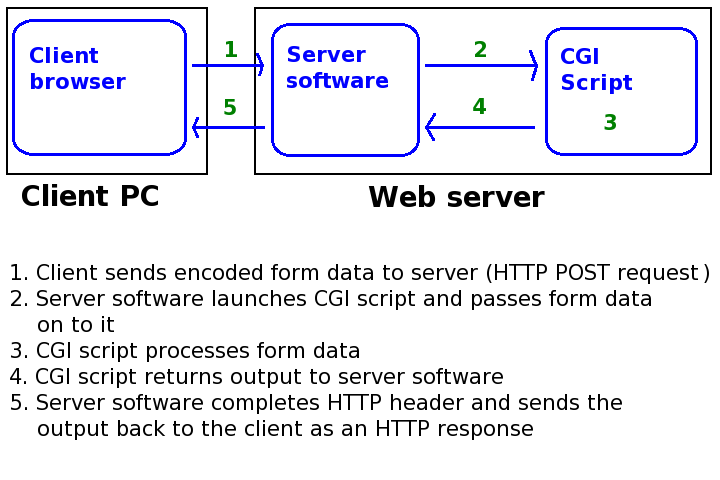 Client
browser
1
5
Server
software
2
4
CGI
Script
3
Client PC
Web server
1. Client sends encoded form data to server (HTTP POST request)
2. Server software launches CGI script and passes form data
on to it
3. CGI script processes form data
4. CGI script returns output to server software
5. Server software completes HTTP header and sends the
output back to the client as an HTTP response